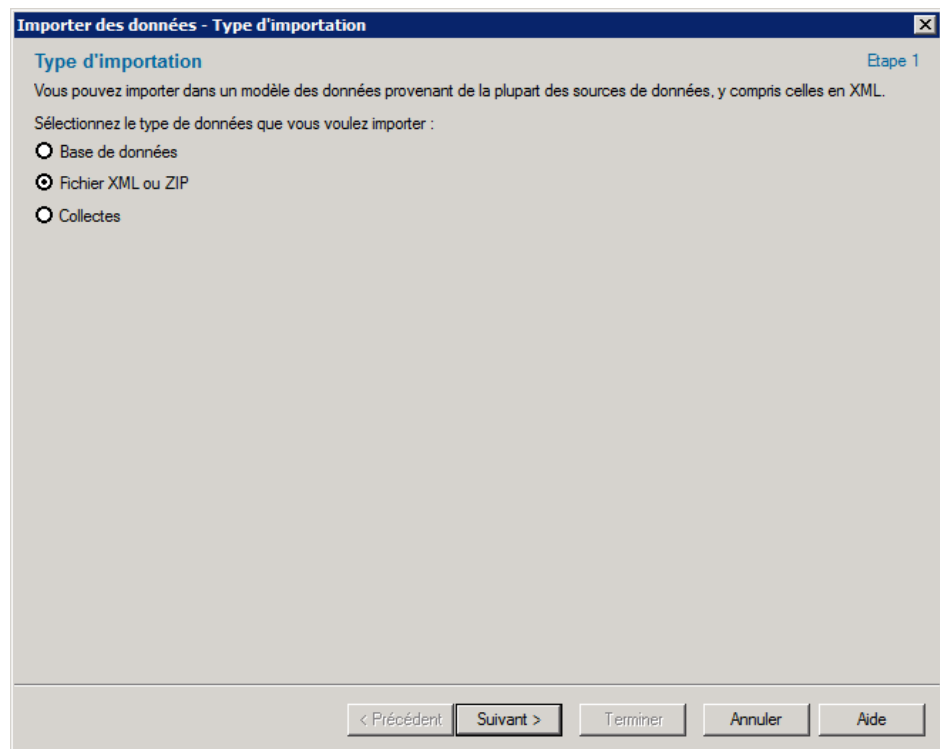 Importer des données - Type d'importation
Type d'importation
Etape 1
Vous pouvez importer dans un modèle des données provenant de la plupart des sources de données, y compris celles en XML.
Sélectionnez le type de données que vous voulez importer :
Base de données
Fichier XML ou ZIP
Collectes
< Précédent Suivant > Terminer Annuler Aide